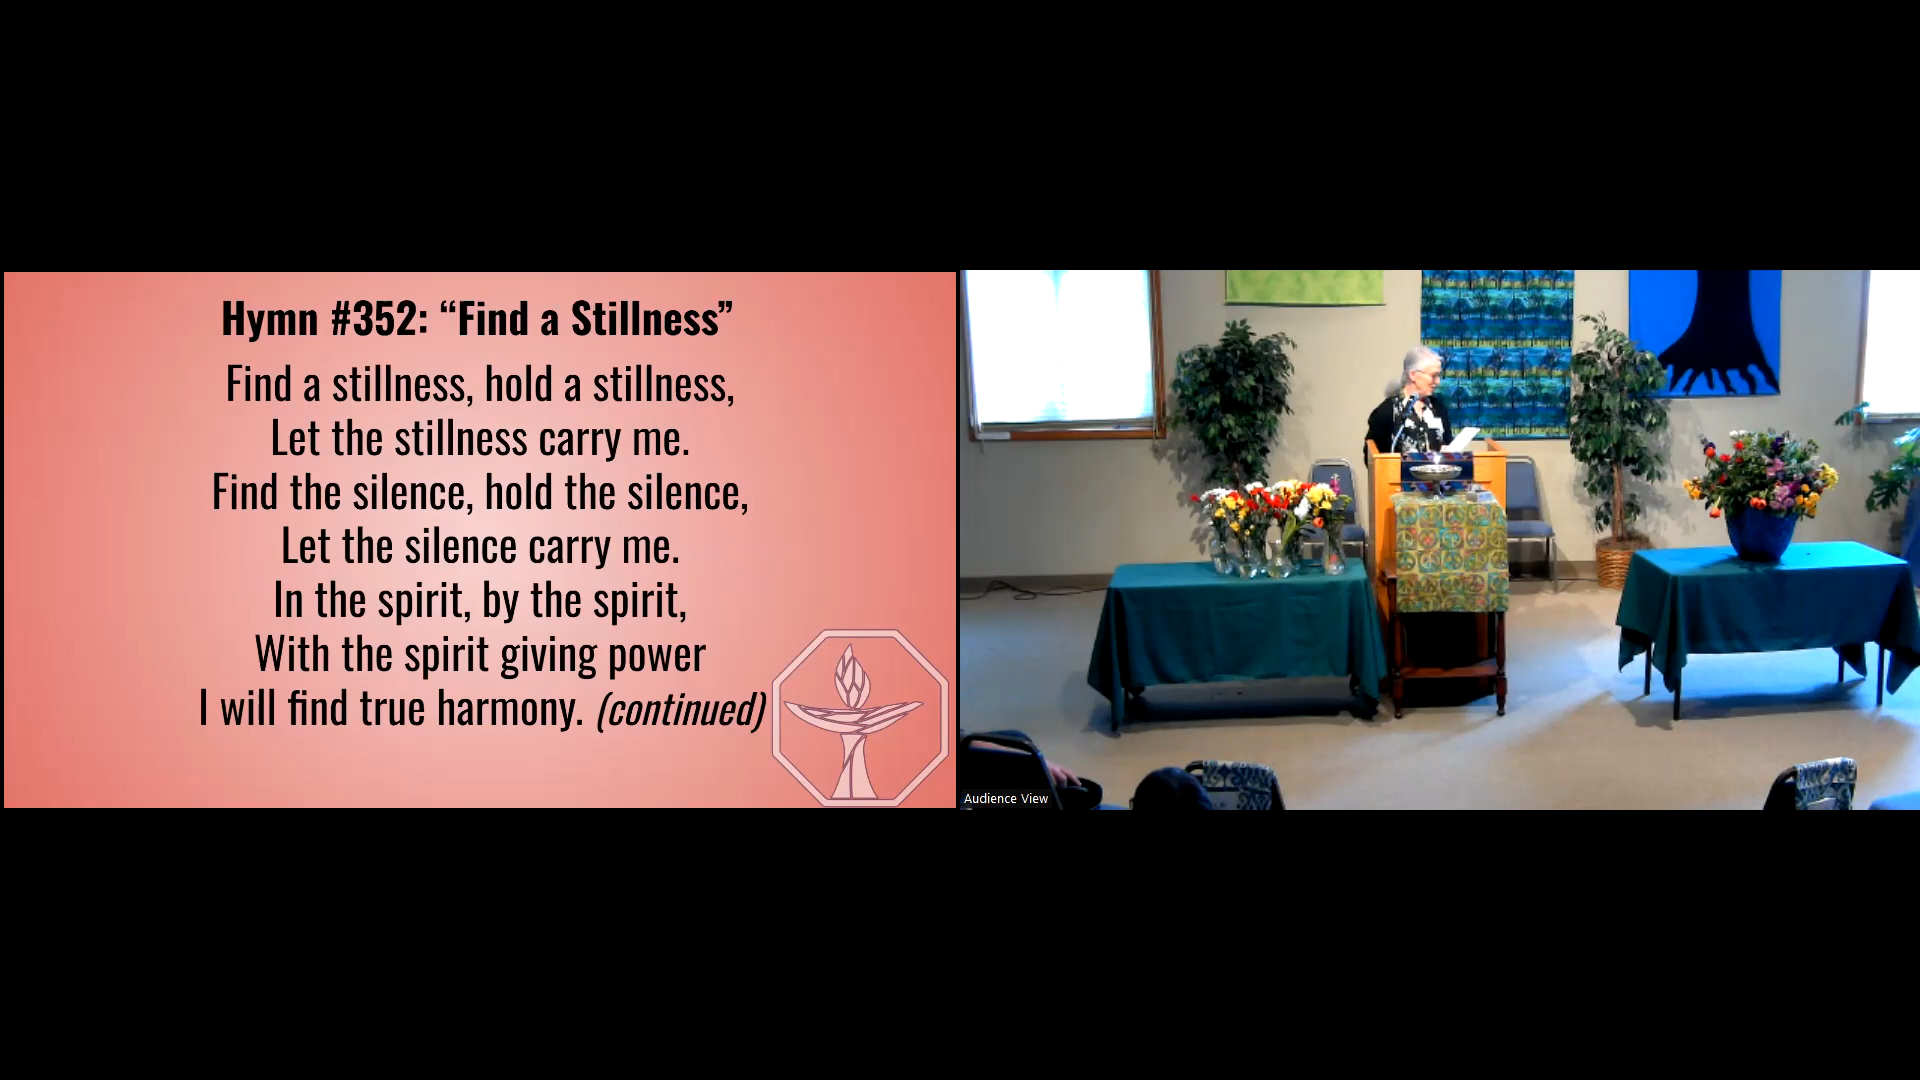 Hymn #352: “Find a Stillness”
Find a stillness, hold a stillness,
Let the stillness carry me.
Find the silence, hold the silence,
Let the silence carry me.
In the spirit, by the spirit,
With the spirit giving power
I will find true harmony. (continued)
Audience View